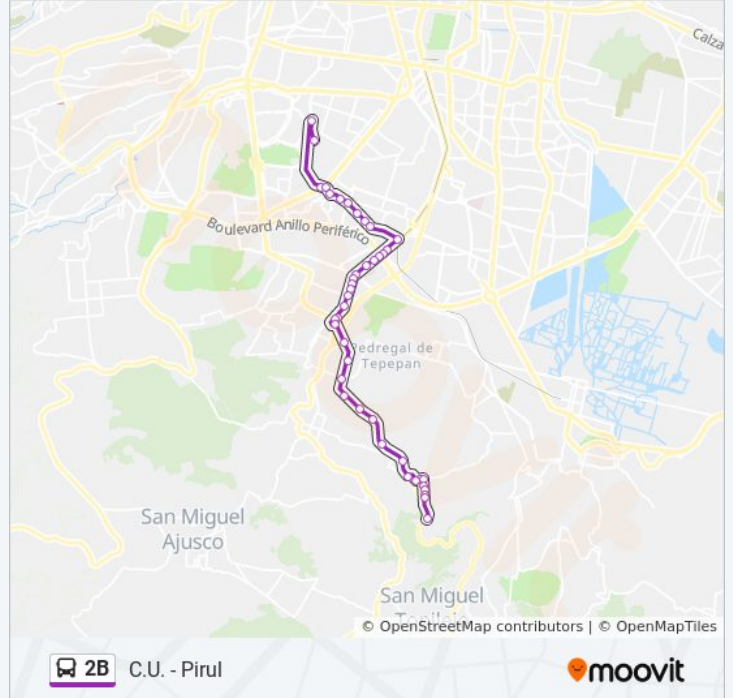 Calza
Boulevard Anillo Periférico
Pedregal de
Tepepan
San Miguel
Ajusco
San Miguel
© OpenStreetMap contributors | © OpenMapTiles
2B C.U. - Pirul moovit